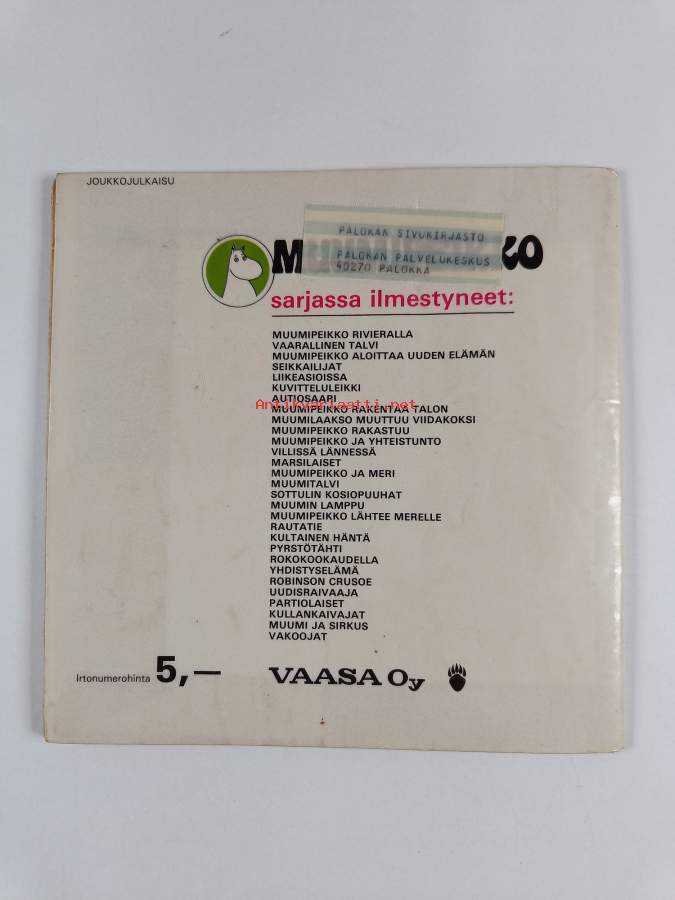 JOUKKOJULKAISU
PALOKAN SIVUKIRJASTO
PALOKAN PALVELUKESKUS
40270 PALOKKA
MUUMIPEIKKO
sarjassa ilmestyneet:
MUUMIPEIKKO RIVIERALLA
VAARALLINEN TALVI
MUUMIPEIKKO ALOITTAA UUDEN ELÄMÄN
SEIKKAILIJAT
LIIKEASIOISSA
KUVITTELULEIKKI
AUTIOSAARI
Antikvariaatti.net
MUUMIPEIKKO RAKENTAA TALON
MUUMILAAKSO MUUTTUU VIIDAKOKSI
MUUMIPEIKKO RAKASTUU
MUUMIPEIKKO JA YHTEISTUNTO
VILLISSÄ LÄNNESSÄ
MARSILAISET
MUUMIPEIKKO JA MERI
MUUMITALVI
SOTTULIN KOSIOPUUHAT
MUUMIN LAMPPU
MUUMIPEIKKO LÄHTEE MERELLE
RAUTATIE
KULTAINEN HÄNTÄ
PYRSTÖTÄHTI
ROKOKOOKAUDELLA
YHDISTYSELÄMÄ
ROBINSON CRUSOE
UUDISRAIVAAJA
PARTIOLAISET
KULLANKAIVAJAT
MUUMI JA SIRKUS
VAKOOJAT
Irtonumerohinta 5,—
VAASA Oy